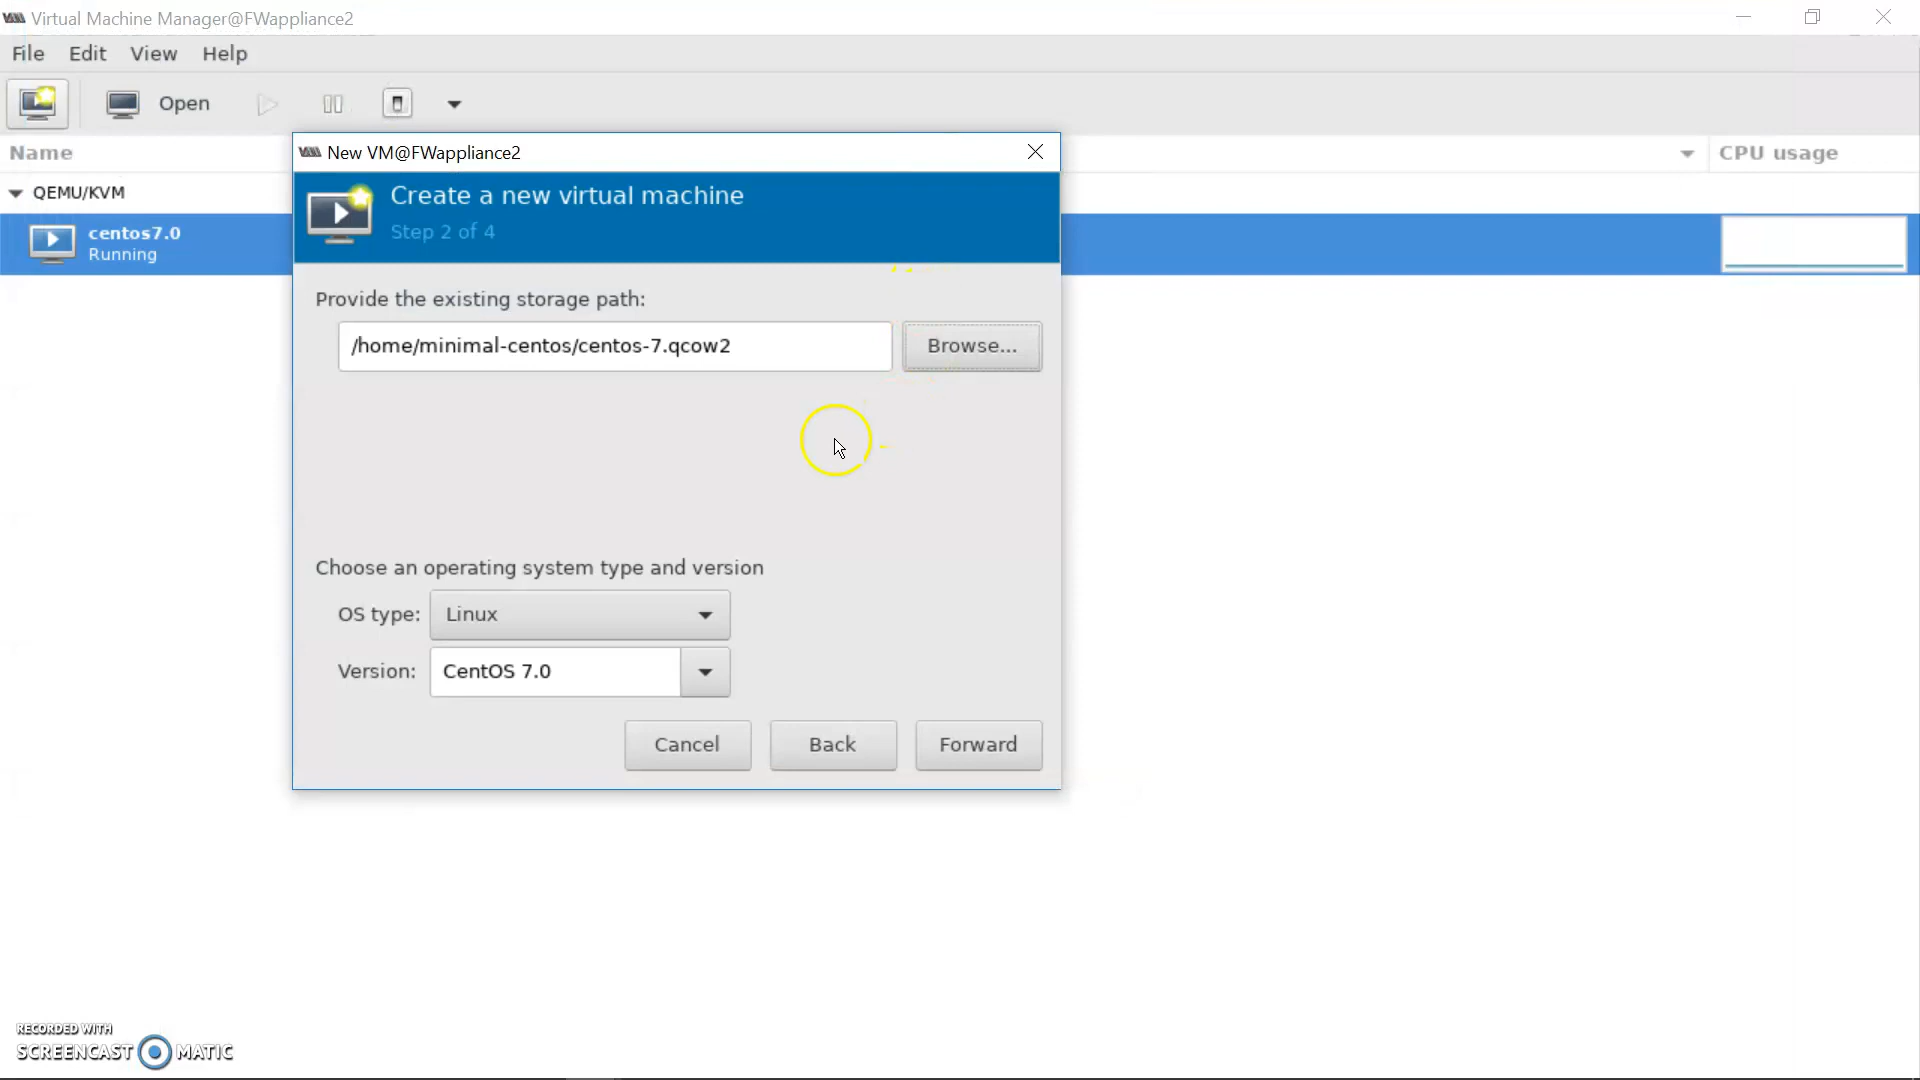 Virtual Machine Manager@FWappliance2
File Edit View Help
Open
Name
CPU usage
QEMU/KVM
centos7.0
Running
New VM@FWappliance2
Create a new virtual machine
Step 2 of 4
Provide the existing storage path:
/home/minimal-centos/centos-7.qcow2
Browse...
Choose an operating system type and version
OS type: Linux
Version: CentOS 7.0
Cancel Back Forward
RECORDED WITH
SCREENCAST MATIC